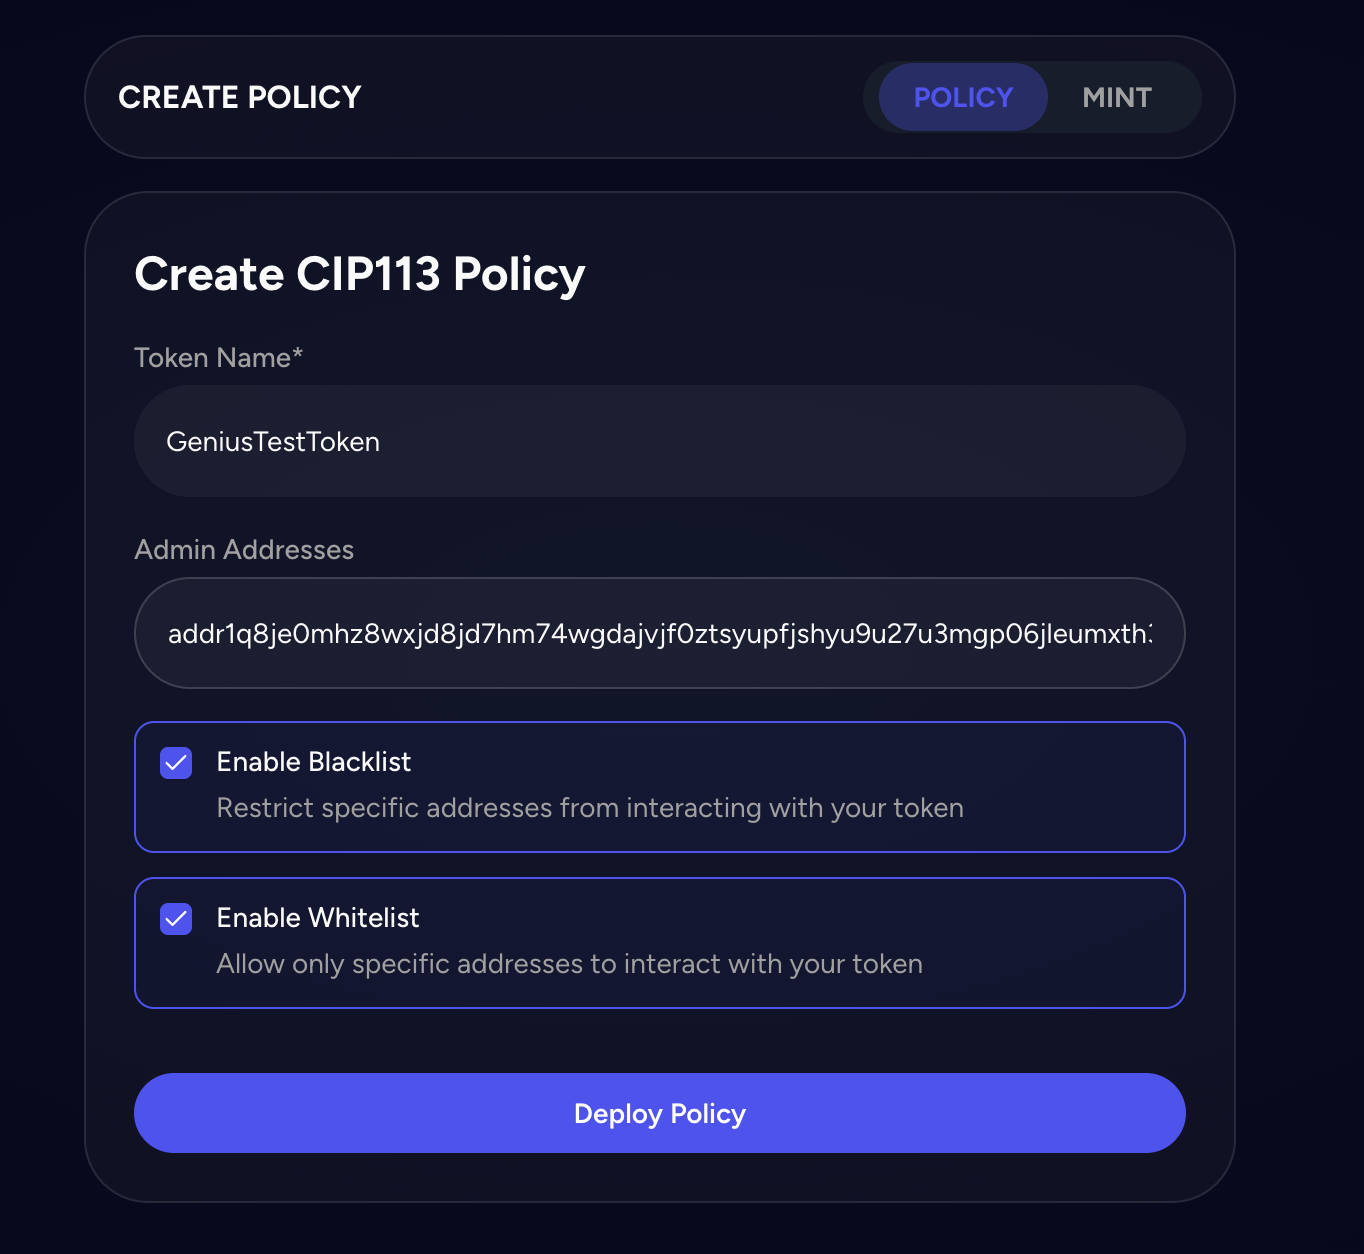 CREATE POLICY
POLICY
MINT
Create CIP113 Policy
Token Name*
GeniusTestToken
Admin Addresses
addr1q8je0mhz8wxjd8jd7hm74wgdajvjf0ztsyupfjshyu9u27u3mgp06jleumxth
Enable Blacklist
Restrict specific addresses from interacting with your token
Enable Whitelist
Allow only specific addresses to interact with your token
Deploy Policy